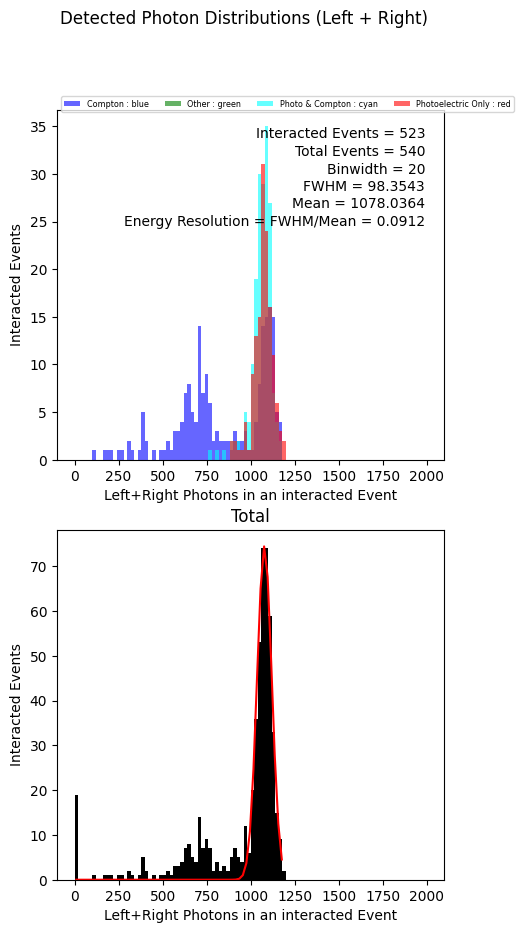 Detected Photon Distributions (Left + Right)
Compton : blue Other : green Photo & Compton : cyan Photoelectric Only : red
Interacted Events = 523
Total Events = 540
Binwidth = 20
FWHM = 98.3543
Mean = 1078.0364
Energy Resolution = FWHM/Mean = 0.0912
Interacted Events
35
30
25
20
15
10
5
0
0 250 500 750 1000 1250 1500 1750 2000
Left+Right Photons in an interacted Event
Total
Interacted Events
70
60
50
40
30
20
10
0
0 250 500 750 1000 1250 1500 1750 2000
Left+Right Photons in an interacted Event